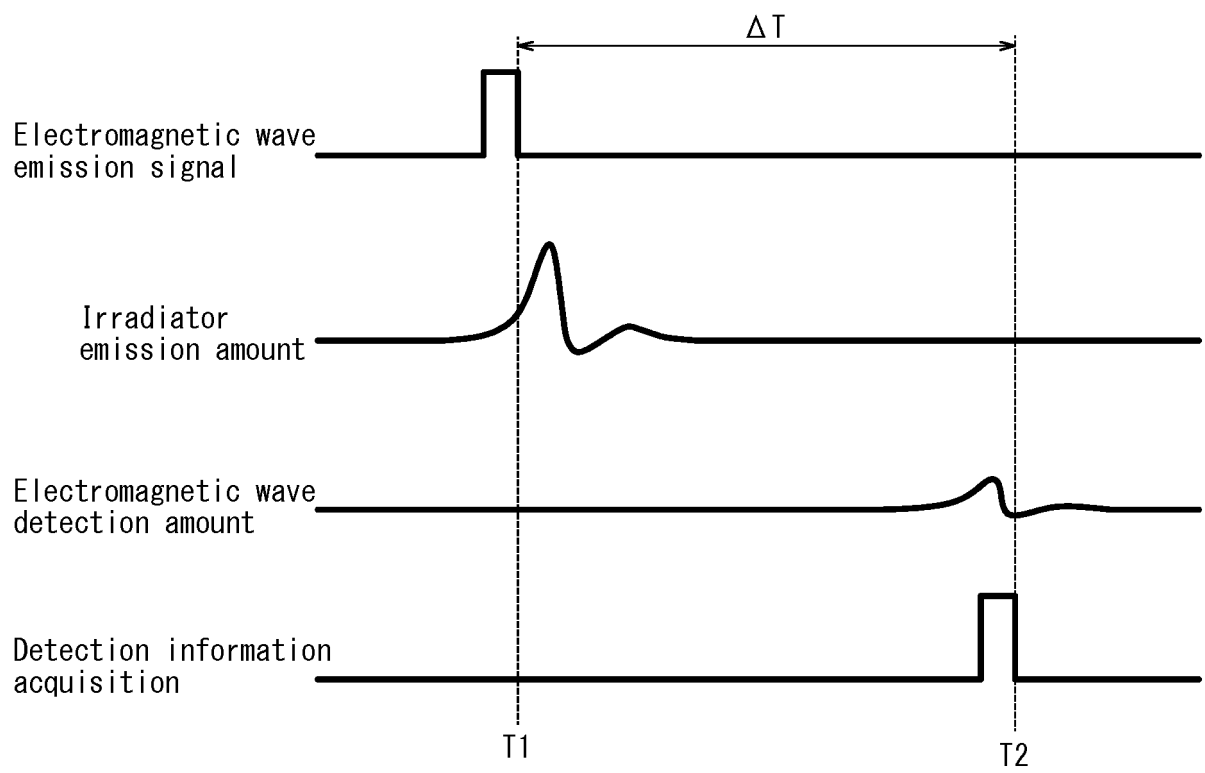 ΔT
Electromagnetic wave
emission signal
Irradiator
emission amount
Electromagnetic wave
detection amount
Detection information
acquisition
T1
T2